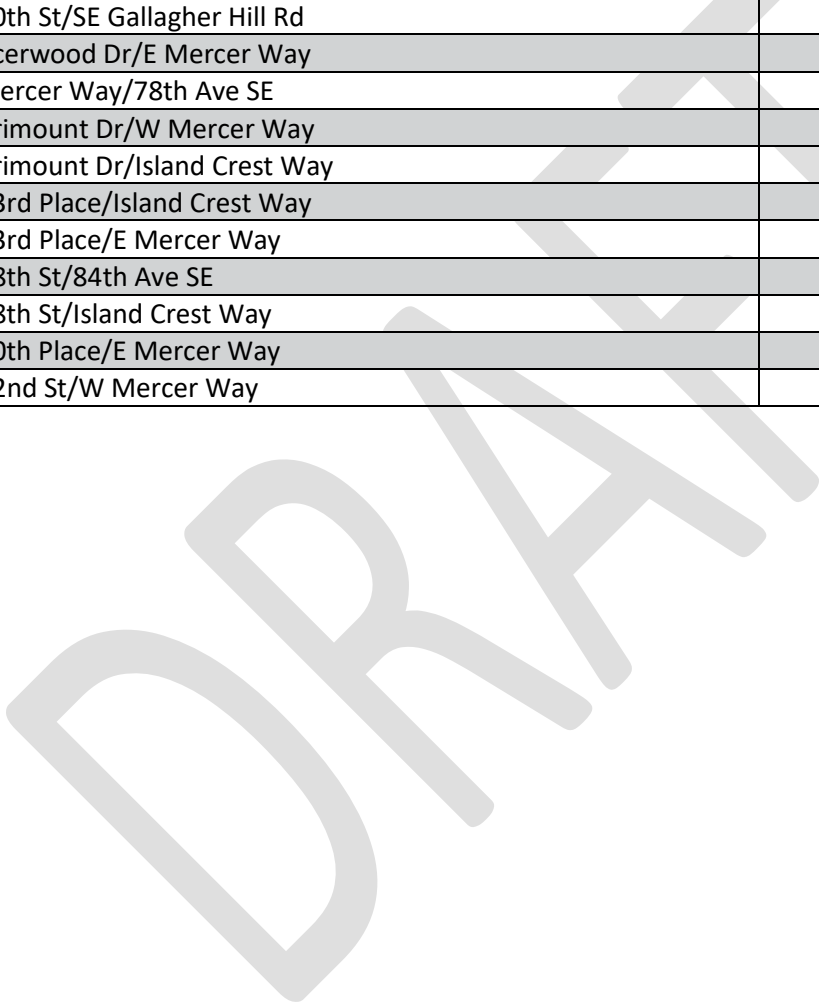 0th St/SE Gallagher Hill Rd
cerwood Dr/E Mercer Way
ercer Way/78th Ave SE
rimount Dr/W Mercer Way
rimount Dr/Island Crest Way
3rd Place/Island Crest Way
3rd Place/E Mercer Way
8th St/84th Ave SE
8th St/Island Crest Way
0th Place/E Mercer Way
2nd St/W Mercer Way
DRAFT